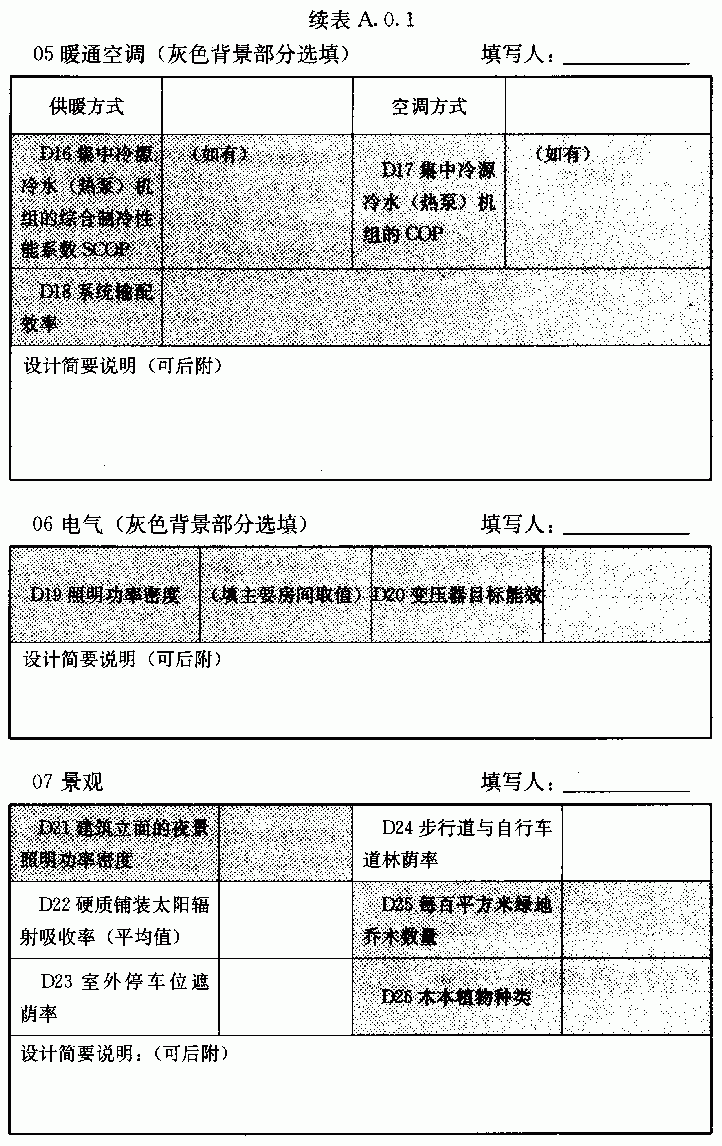 续表 A.0.1
05 暖通空调（灰色背景部分选填） 填写人：
供暖方式 空调方式
D16 集中冷源
冷水（热泵）机
组的综合制冷性
能系数 SCOP
（如有）
D17 集中冷源
冷水（热泵）机
组的 COP
（如有）
D18 系统输配
效率
设计简要说明（可后附）
06 电气（灰色背景部分选填） 填写人：
D19 照明功率密度 （填主要房间取值） D20 变压器目标能效
设计简要说明（可后附）
07 景观 填写人：
D21 建筑立面的夜景
照明功率密度
D24 步行道与自行车
道林荫率
D22 硬质铺装太阳辐
射吸收率（平均值）
D25 每百平方米绿地
乔木数量
D23 室外停车位遮
荫率
D26 木本植物种类
设计简要说明：（可后附）